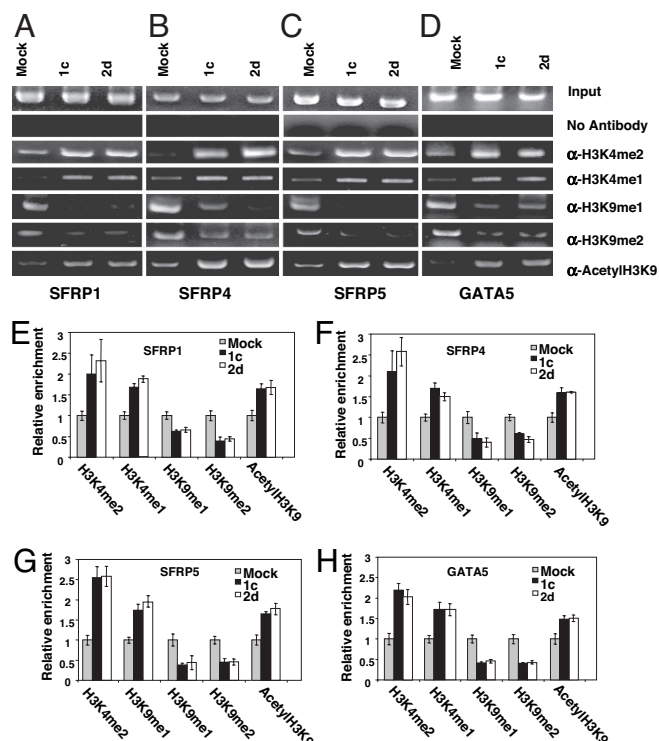 A B C D
Mock 1c 2d Mock 1c 2d Mock 1c 2d Mock 1c 2d
Input
No Antibody
α-H3K4me2
α-H3K4me1
α-H3K9me1
α-H3K9me2
α-AcetylH3K9
SFRP1 SFRP4 SFRP5 GATA5
E
Relative enrichment
3
2.5
2
1.5
1
0.5
0
SFRP1
Mock
1c
2d
H3K4me2 H3K4me1 H3K9me1 H3K9me2 AcetylH3K9
F
Relative enrichment
3
2.5
2
1.5
1
0.5
0
SFRP4
Mock
1c
2d
H3K4me2 H3K4me1 H3K9me1 H3K9me2 AcetylH3K9
G
Relative enrichment
3
2.5
2
1.5
1
0.5
0
SFRP5
Mock
1c
2d
H3K4me2 H3K9me1 H3K9me1 H3K9me2 AcetylH3K9
H
Relative enrichment
3
2.5
2
1.5
1
0.5
0
GATA5
Mock
1c
2d
H3K4me2 H3K4me1 H3K9me1 H3K9me2 AcetylH3K9